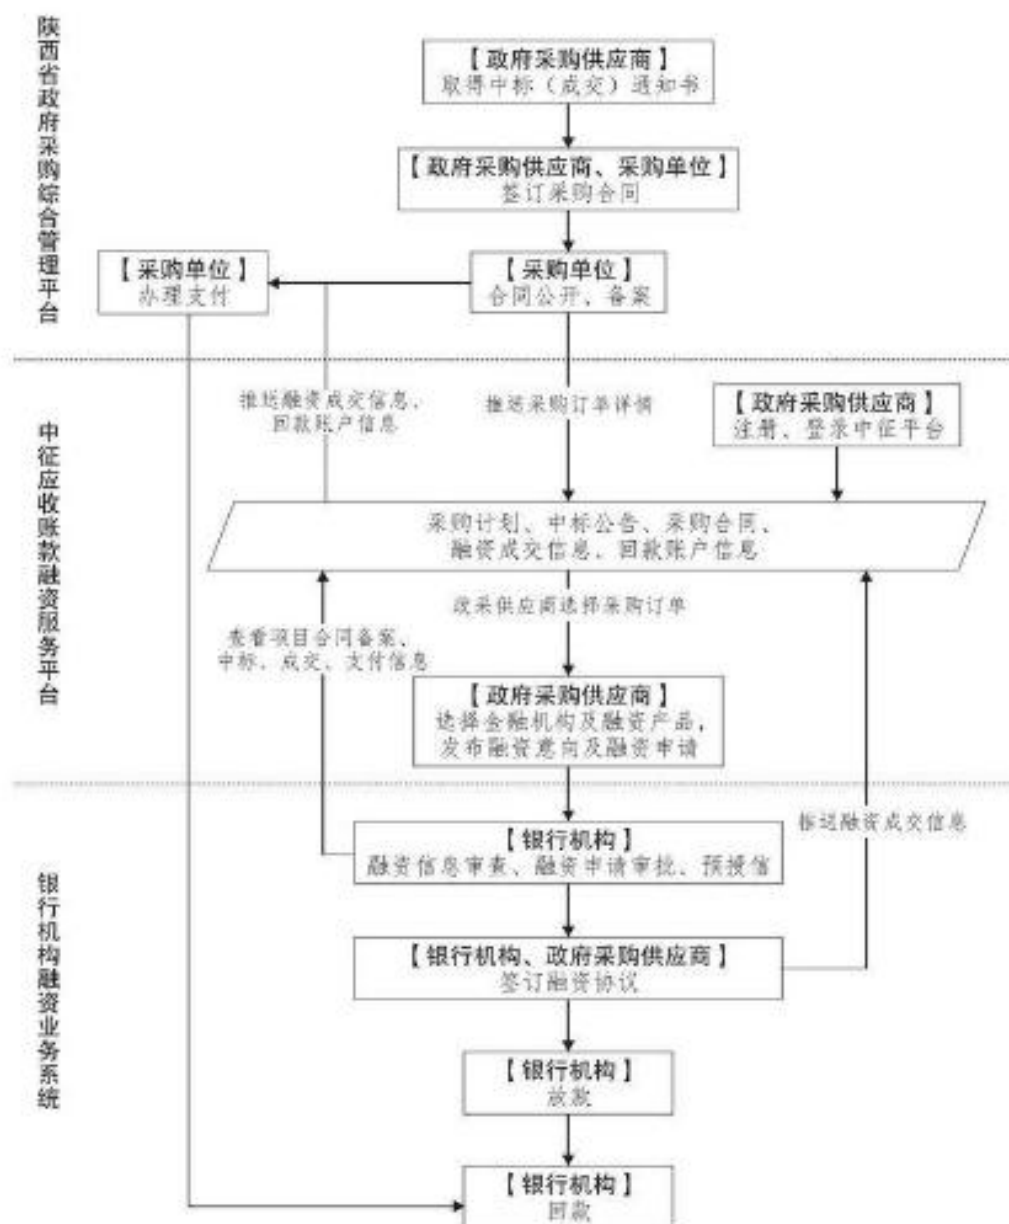 陕西省政府采购综合管理平台
【政府采购供应商】
取得中标（成交）通知书
【政府采购供应商、采购单位】
签订采购合同
【采购单位】
办理支付
【采购单位】
合同公开、备案
中征应收账款融资服务平台
推送融资成交信息、
回款账户信息
推送采购订单详情
【政府采购供应商】
注册、登录中征平台
采购计划、中标公告、采购合同、
融资成交信息、回款账户信息
政采供应商选择采购订单
查看项目合同备案、
中标、成交、支付信息
【政府采购供应商】
选择金融机构及融资产品，
发布融资意向及融资申请
银行机构融资业务系统
【银行机构】
融资信息审查、融资申请审批、预授信
推送融资成交信息
【银行机构、政府采购供应商】
签订融资协议
【银行机构】
放款
【银行机构】
回款